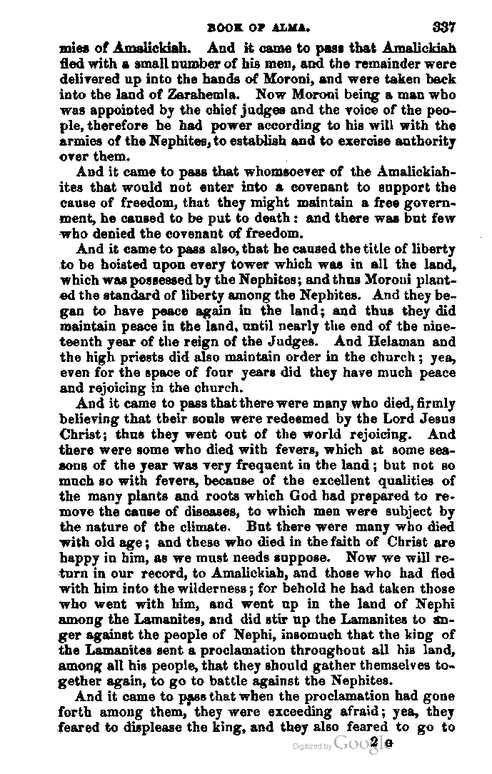 BOOK OF ALMA. 337
mies of Amalickiah. And it came to pass that Amalickiah
fled with a small number of his men, and the remainder were
delivered up into the hands of Moroni, and were taken back
into the land of Zarahemla. Now Moroni being a man who
was appointed by the chief judges and the voice of the peo-
ple, therefore he had power according to his will with the
armies of the Nephites, to establish and to exercise authority
over them.
And it came to pass that whomsoever of the Amalickiah-
ites that would not enter into a covenant to support the
cause of freedom, that they might maintain a free govern-
ment, he caused to be put to death: and there was but few
who denied the covenant of freedom.
And it came to pass also, that he caused the title of liberty
to be hoisted upon every tower which was in all the land,
which was possessed by the Nephites; and thus Moroni plant-
ed the standard of liberty among the Nephites. And they be-
gan to have peace again in the land; and thus they did
maintain peace in the land, until nearly the end of the nine-
teenth year of the reign of the Judges. And Helaman and
the high priests did also maintain order in the church; yea,
even for the space of four years did they have much peace
and rejoicing in the church.
And it came to pass that there were many who died, firmly
believing that their souls were redeemed by the Lord Jesus
Christ; thus they went out of the world rejoicing. And
there were some who died with fevers, which at some sea-
sons of the year was very frequent in the land; but not so
much so with fevers, because of the excellent qualities of
the many plants and roots which God had prepared to re-
move the cause of diseases, to which men were subject by
the nature of the climate. But there were many who died
with old age; and these who died in the faith of Christ are
happy in him, as we must needs suppose. Now we will re-
turn in our record, to Amalickiah, and those who had fled
with him into the wilderness; for behold he had taken those
who went with him, and went up in the land of Nephi
among the Lamanites, and did stir up the Lamanites to an-
ger against the people of Nephi, insomuch that the king of
the Lamanites sent a proclamation throughout all his land,
among all his people, that they should gather themselves to-
gether again, to go to battle against the Nephites.
And it came to pass that when the proclamation had gone
forth among them, they were exceeding afraid; yea, they
feared to displease the king, and they also feared to go to
Digitized by Google 2 G